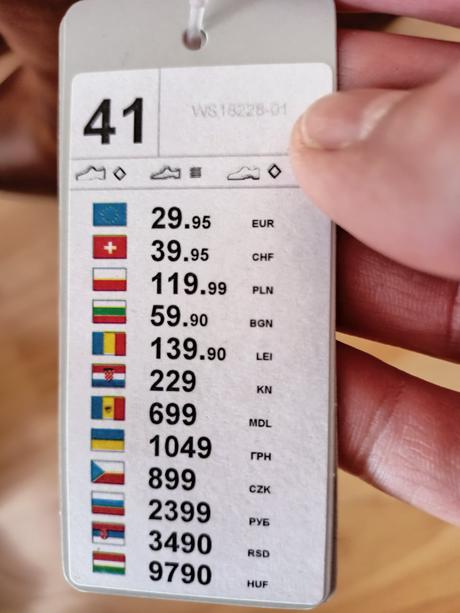 41 WS18228-01
29.95 EUR
39.95 CHF
119.99 PLN
59.90 BGN
139.90 LEI
229 KN
699 MDL
1049 ГРН
899 CZK
2399 РУБ
3490 RSD
9790 HUF